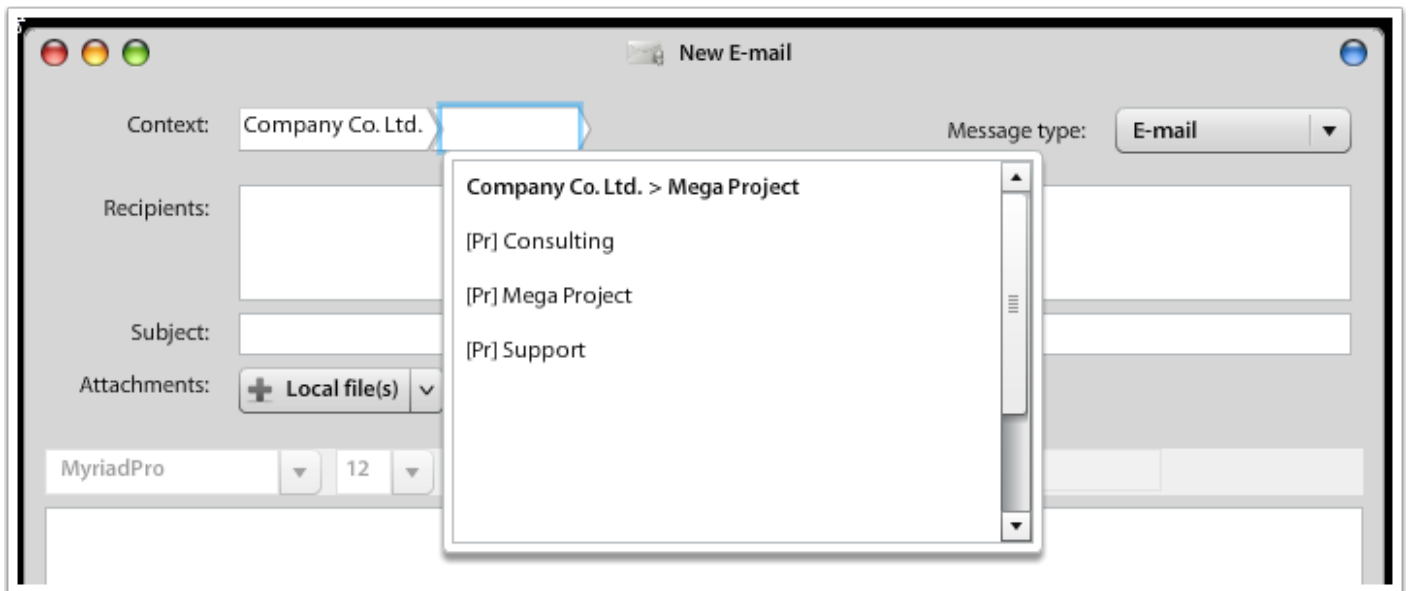 New E-mail
Context: Company Co. Ltd. Message type: E-mail
Company Co. Ltd. > Mega Project
Recipients:
[Pr] Consulting
[Pr] Mega Project
Subject:
[Pr] Support
Attachments: Local file(s)
MyriadPro 12